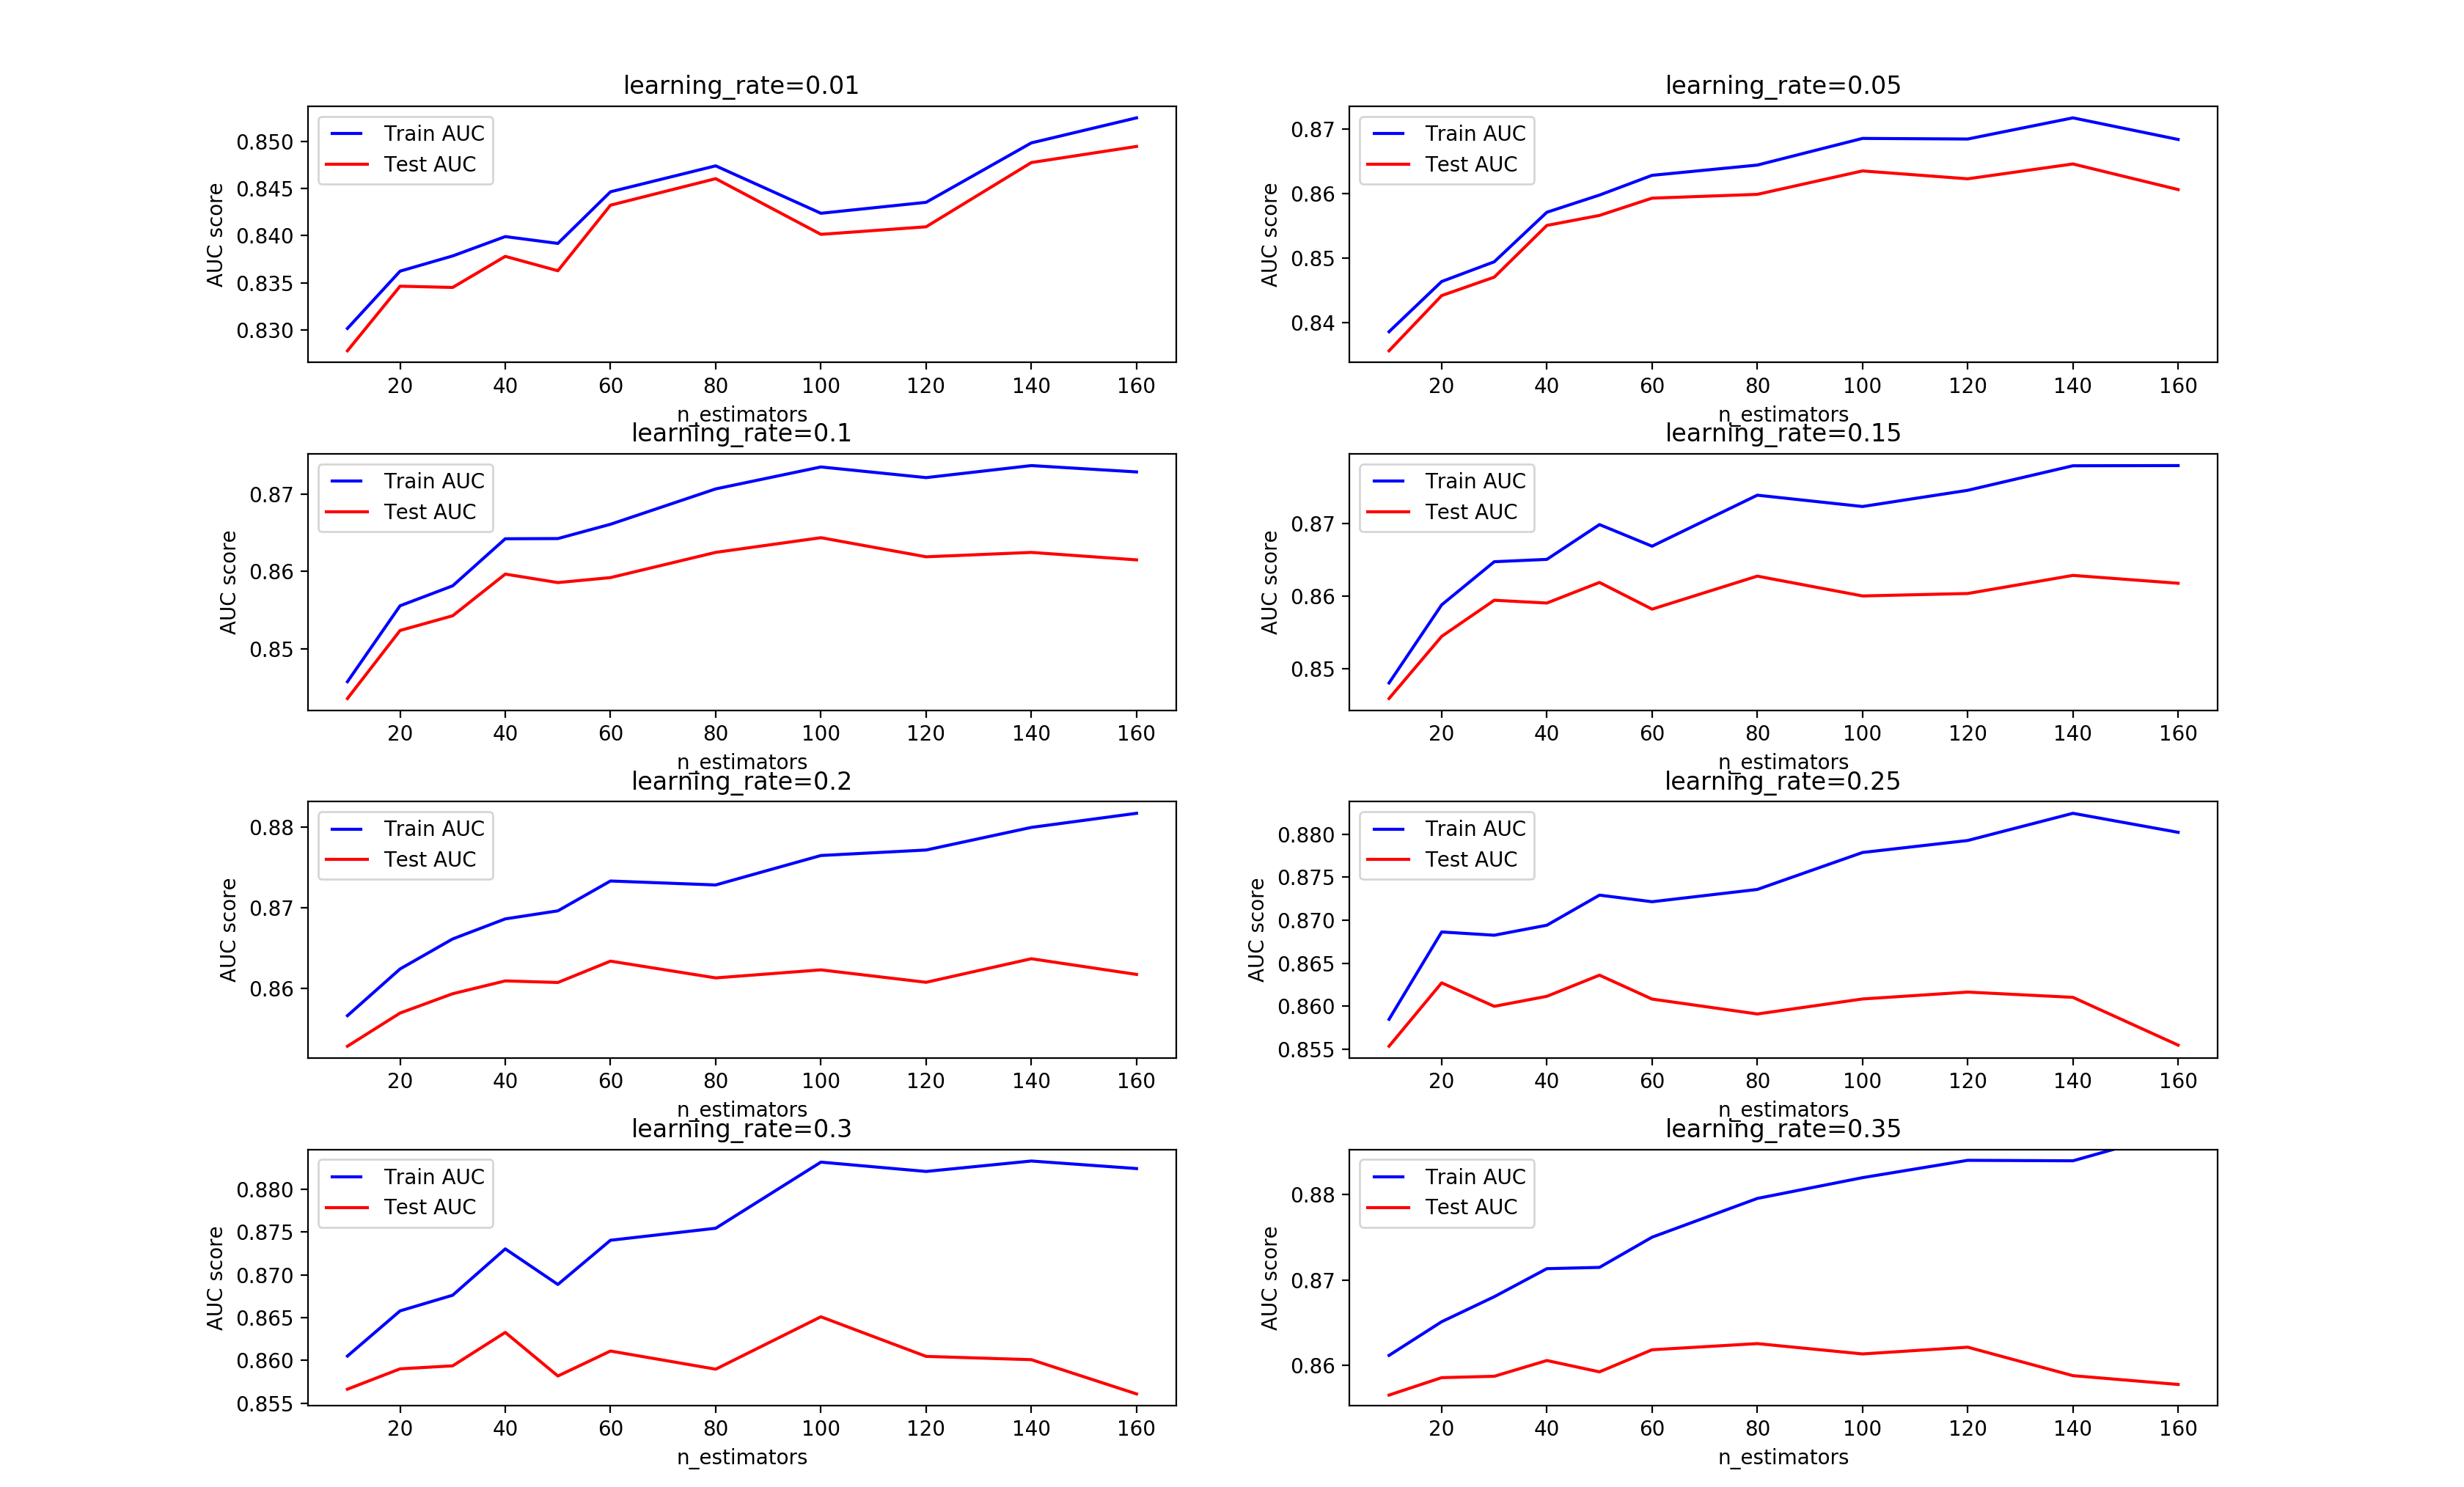 learning_rate=0.01
Train AUC
Test AUC
0.850
0.845
0.840
0.835
0.830
AUC score
20 40 60 80 100 120 140 160
n_estimators
learning_rate=0.05
Train AUC
Test AUC
0.87
0.86
0.85
0.84
AUC score
20 40 60 80 100 120 140 160
n_estimators
learning_rate=0.1
Train AUC
Test AUC
0.87
0.86
0.85
AUC score
20 40 60 80 100 120 140 160
n_estimators
learning_rate=0.15
Train AUC
Test AUC
0.87
0.86
0.85
AUC score
20 40 60 80 100 120 140 160
n_estimators
learning_rate=0.2
Train AUC
Test AUC
0.88
0.87
0.86
AUC score
20 40 60 80 100 120 140 160
n_estimators
learning_rate=0.25
Train AUC
Test AUC
0.880
0.875
0.870
0.865
0.860
0.855
AUC score
20 40 60 80 100 120 140 160
n_estimators
learning_rate=0.3
Train AUC
Test AUC
0.880
0.875
0.870
0.865
0.860
0.855
AUC score
20 40 60 80 100 120 140 160
n_estimators
learning_rate=0.35
Train AUC
Test AUC
0.88
0.87
0.86
AUC score
20 40 60 80 100 120 140 160
n_estimators